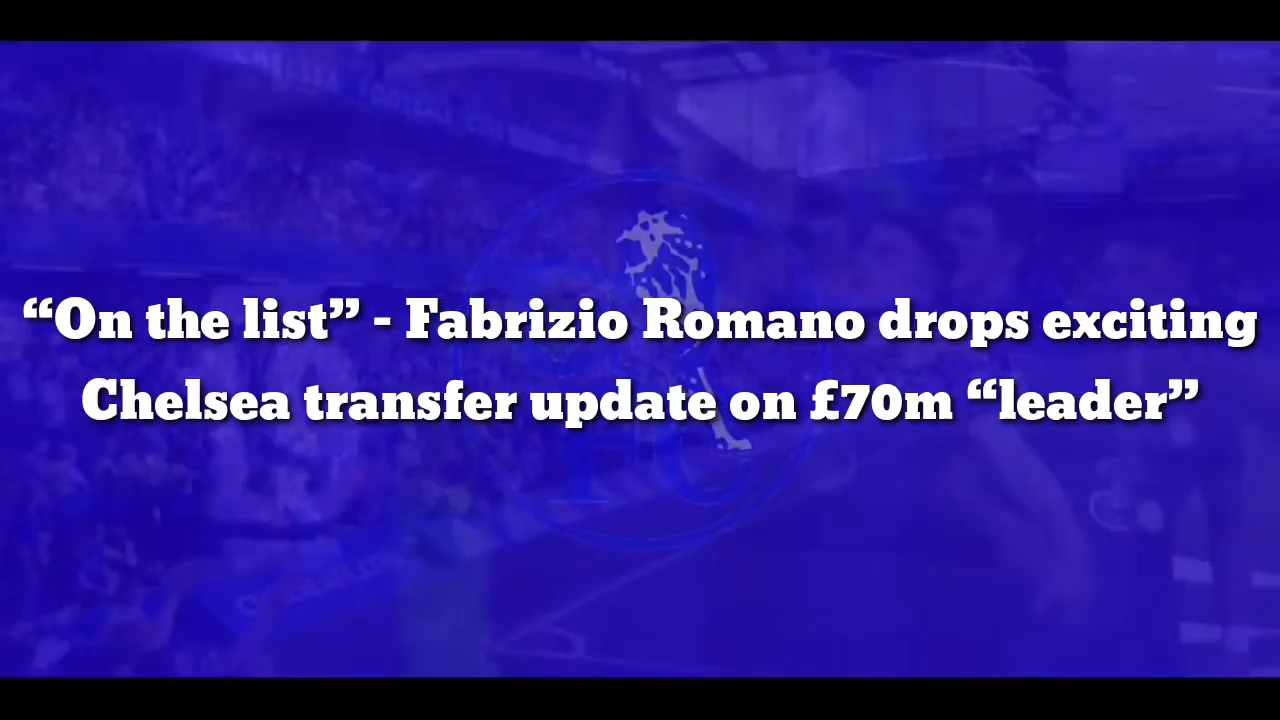 “On the list” - Fabrizio Romano drops exciting
Chelsea transfer update on £70m “leader”